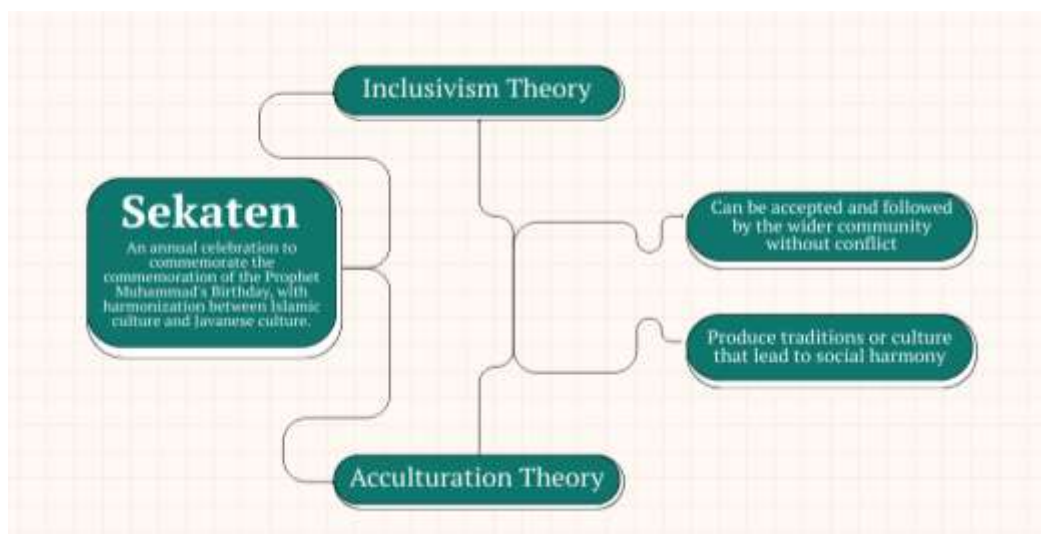 Inclusivism Theory
Sekaten
An annual celebration to
commemorate the
commemoration of the Prophet
Muhammad's Birthday, with
harmonization between Islamic
culture and Javanese culture.
Can be accepted and followed
by the wider community
without conflict
Produce traditions or culture
that lead to social harmony
Acculturation Theory